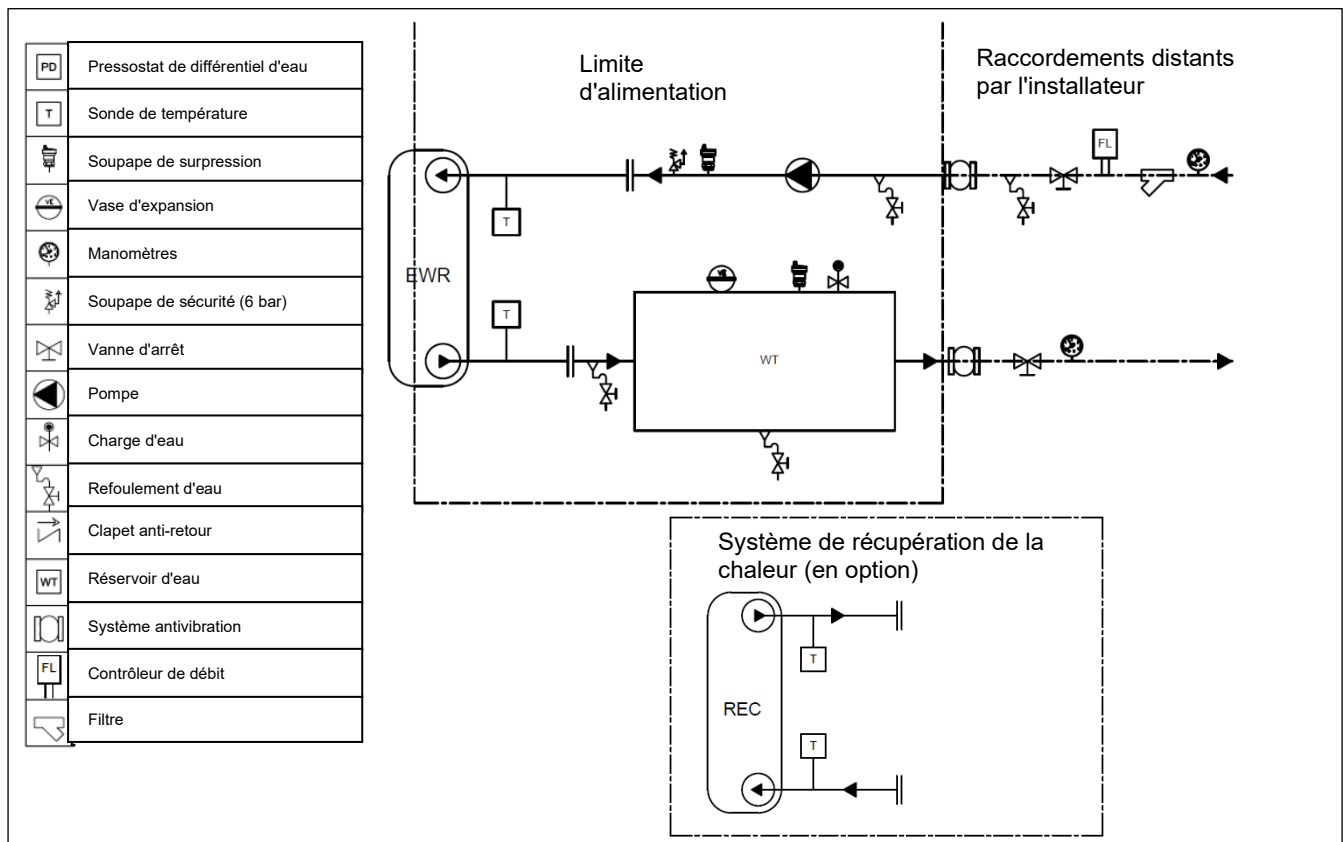 PD Pressostat de différentiel d'eau
T Sonde de température
Soupape de surpression
VE Vase d'expansion
Manomètres
Soupape de sécurité (6 bar)
Vanne d'arrêt
Pompe
Charge d'eau
Refoulement d'eau
Clapet anti-retour
WT Réservoir d'eau
Système antivibration
FL Contrôleur de débit
Filtre
Limite
d'alimentation
Raccordements distants
par l'installateur
FL
T
EWR
VE
T
WT
Système de récupération de la
chaleur (en option)
T
REC
T